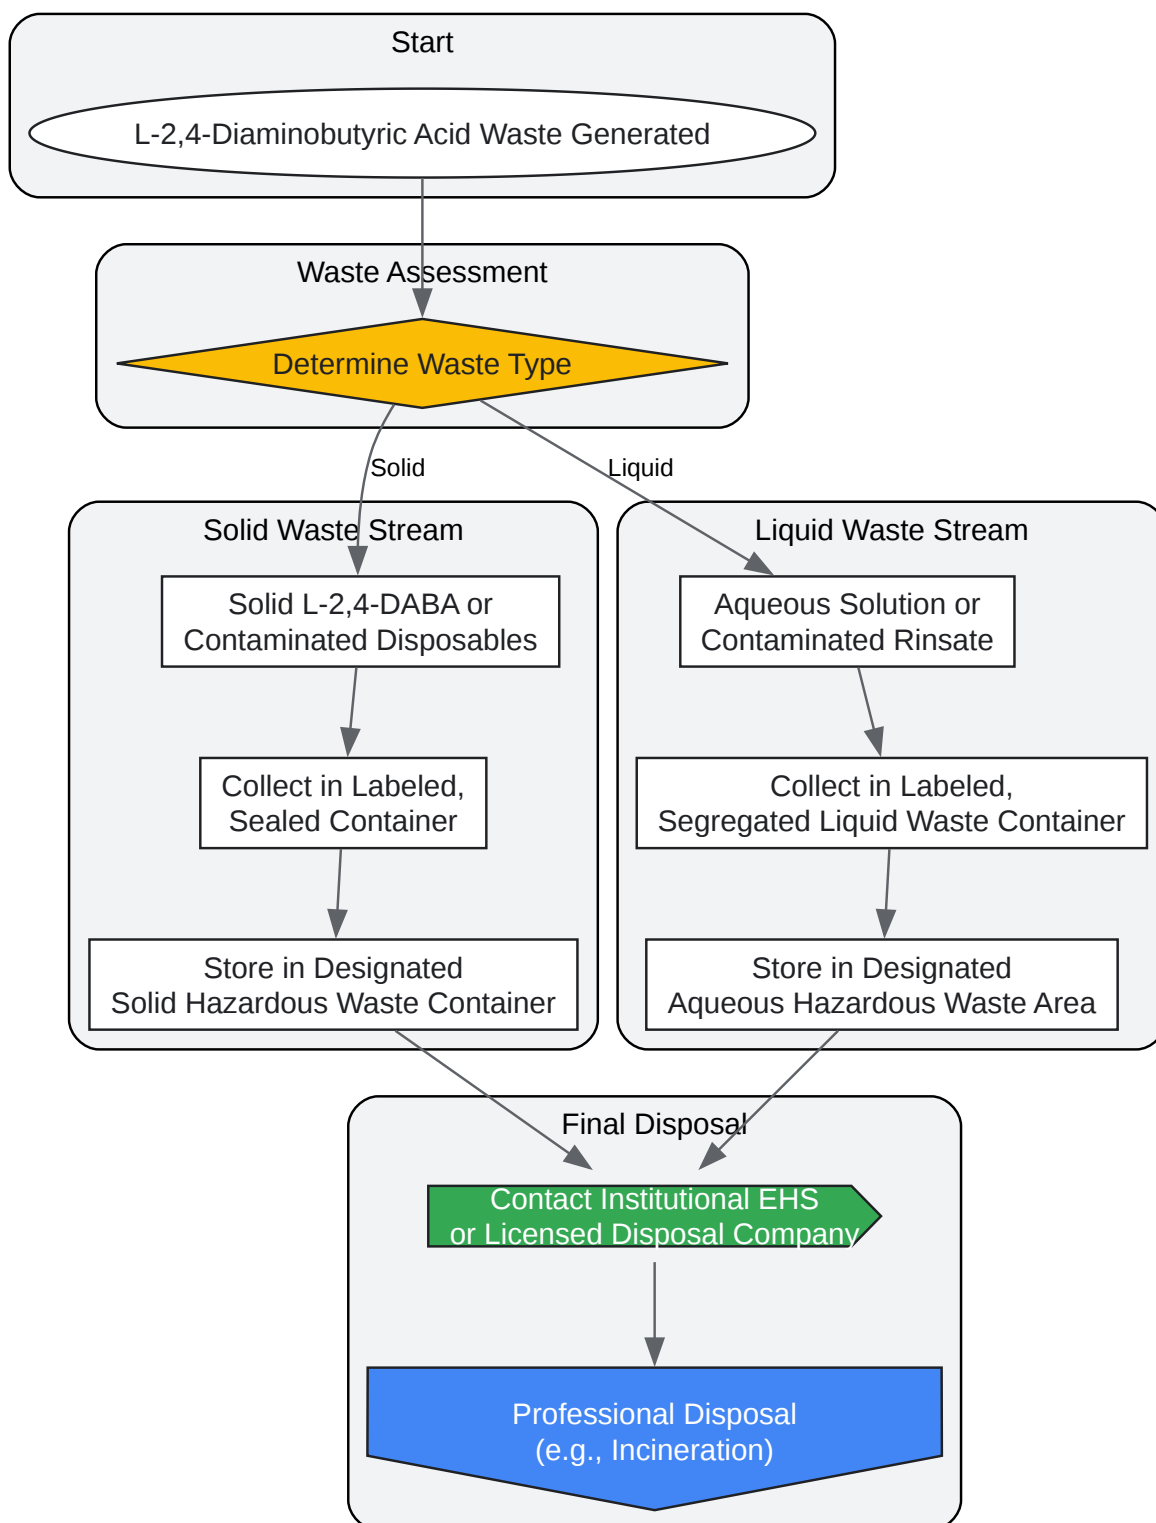 Start
L-2,4-Diaminobutyric Acid Waste Generated
Waste Assessment
Determine Waste Type
Solid
Liquid
Solid Waste Stream
Solid L-2,4-DABA or
Contaminated Disposables
Collect in Labeled,
Sealed Container
Store in Designated
Solid Hazardous Waste Container
Liquid Waste Stream
Aqueous Solution or
Contaminated Rinsate
Collect in Labeled,
Segregated Liquid Waste Container
Store in Designated
Aqueous Hazardous Waste Area
Final Disposal
Contact Institutional EHS
or Licensed Disposal Company
Professional Disposal
(e.g., Incineration)